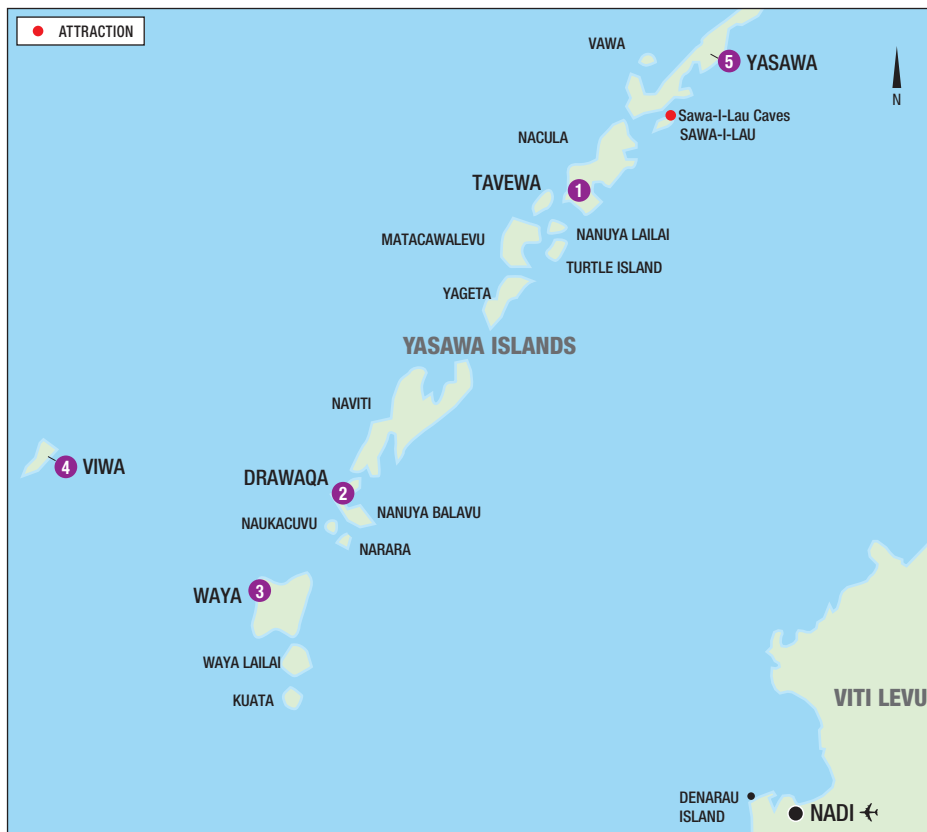 ATTRACTION
VAWA
5 YASAWA
N
Sawa-I-Lau Caves
SAWA-I-LAU
NACULA
TAVEWA
1
MATACAWALEVU
NANUYA LAILAI
TURTLE ISLAND
YAGETA
YASAWA ISLANDS
NAVITI
4 VIWA
DRAWAQA
2
NANUYA BALAVU
NAUKACUVU
NARARA
WAYA 3
WAYA LAILAI
KUATA
VITI LEVU
DENARAU
ISLAND
NADI